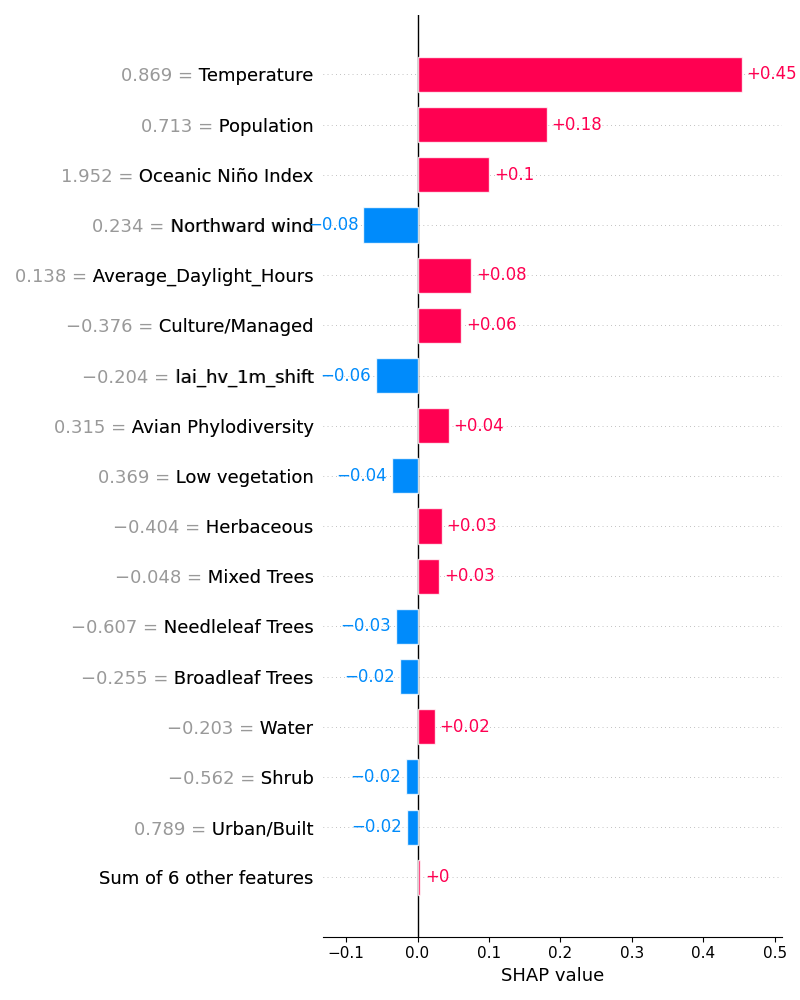 0.869 = Temperature +0.45
0.713 = Population +0.18
1.952 = Oceanic Niño Index +0.1
0.234 = Northward wind −0.08
0.138 = Average_Daylight_Hours +0.08
−0.376 = Culture/Managed +0.06
−0.204 = lai_hv_1m_shift −0.06
0.315 = Avian Phylodiversity +0.04
0.369 = Low vegetation −0.04
−0.404 = Herbaceous +0.03
−0.048 = Mixed Trees +0.03
−0.607 = Needleleaf Trees −0.03
−0.255 = Broadleaf Trees −0.02
−0.203 = Water +0.02
−0.562 = Shrub −0.02
0.789 = Urban/Built −0.02
Sum of 6 other features +0
−0.1 0.0 0.1 0.2 0.3 0.4 0.5
SHAP value